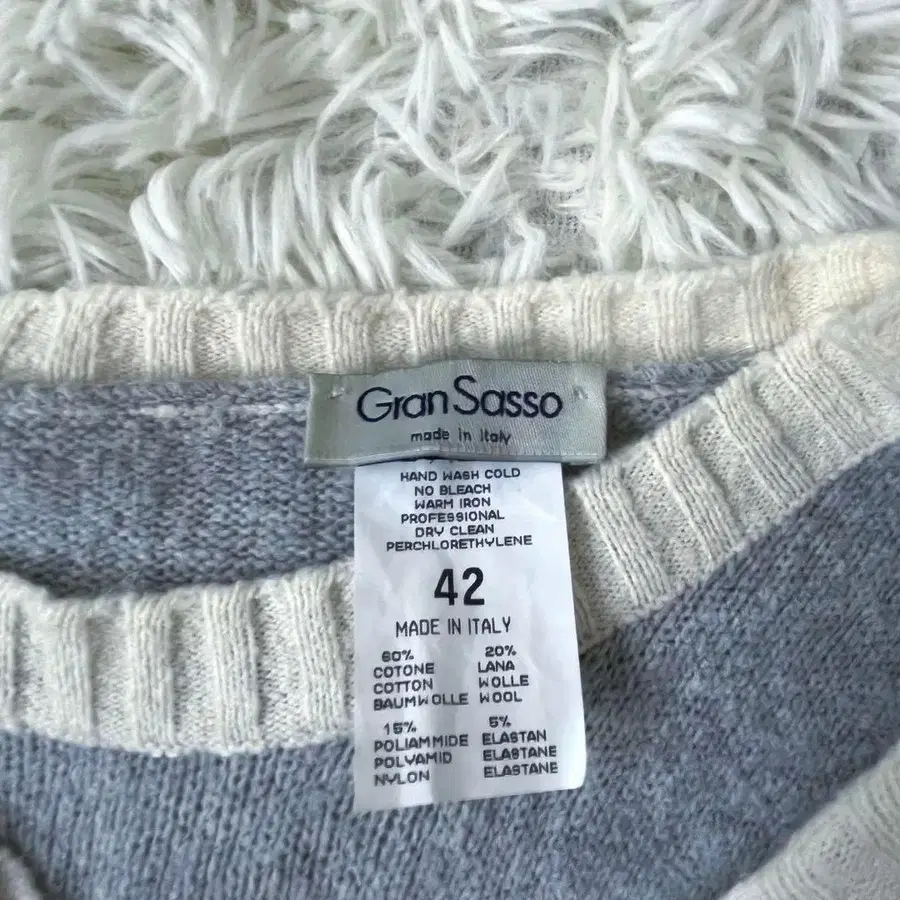 Gran Sasso
made in Italy
HAND WASH COLD
NO BLEACH
WARM IRON
PROFESSIONAL
DRY CLEAN
PERCHLORETHYLENE
42
MADE IN ITALY
60% 20%
COTONE LANA
COTTON WOLLE
BAUMWOLLE WOOL
15% 5%
POLIAMMIDE ELASTAN
POLYAMID ELASTANE
NYLON ELASTANE